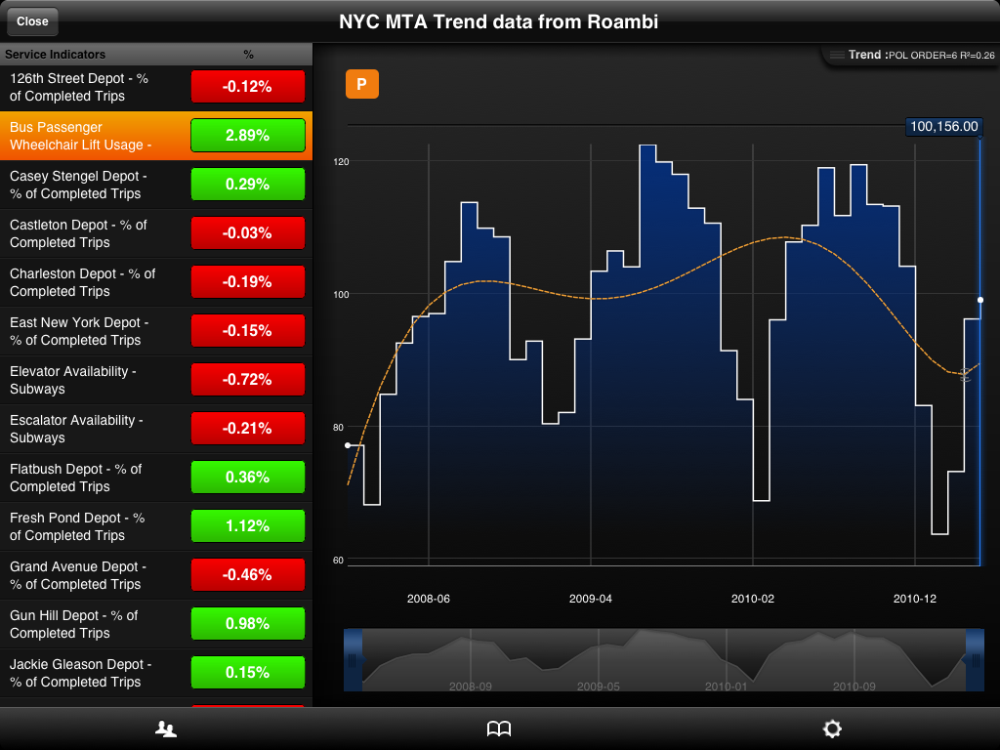 Close
NYC MTA Trend data from Roambi
Service Indicators %
126th Street Depot - %
of Completed Trips
-0.12%
Bus Passenger
Wheelchair Lift Usage -
2.89%
Casey Stengel Depot -
% of Completed Trips
0.29%
Castleton Depot - % of
Completed Trips
-0.03%
Charleston Depot - % of
Completed Trips
-0.19%
East New York Depot -
% of Completed Trips
-0.15%
Elevator Availability -
Subways
-0.72%
Escalator Availability -
Subways
-0.21%
Flatbush Depot - % of
Completed Trips
0.36%
Fresh Pond Depot - %
of Completed Trips
1.12%
Grand Avenue Depot -
% of Completed Trips
-0.46%
Gun Hill Depot - % of
Completed Trips
0.98%
Jackie Gleason Depot -
% of Completed Trips
0.15%
Trend :POL ORDER=6 R²=0.26
P
100,156.00
120
100
80
60
2008-06 2009-04 2010-02 2010-12
2008-09 2009-05 2010-01 2010-09